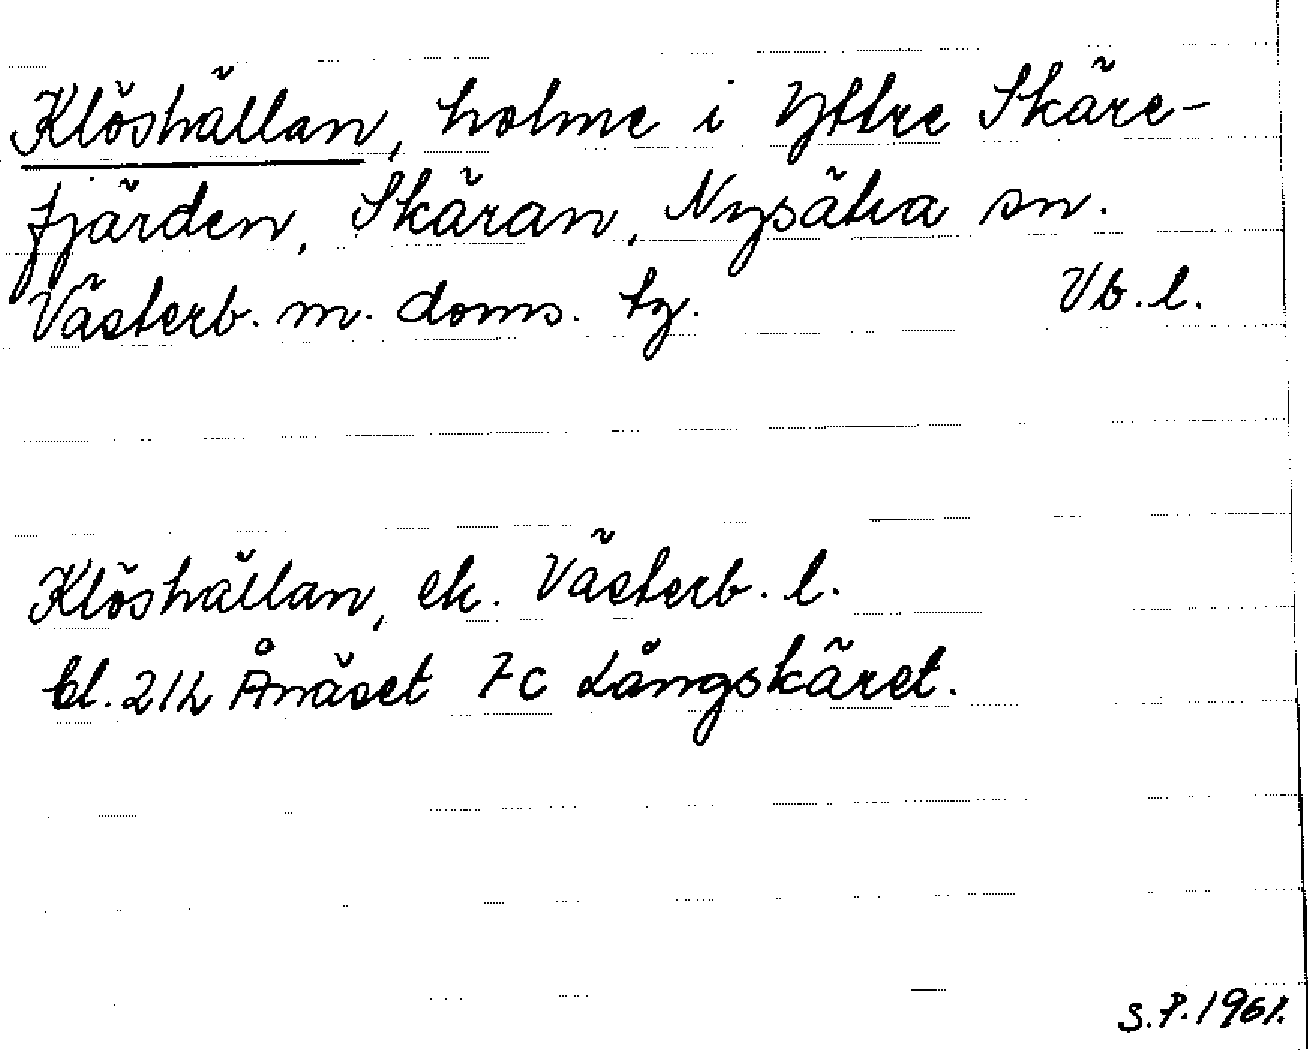 Klöshällan, holme i Yttre Skäre-
fjärden, Skäran, Nysätra sn.
Västerb. m. doms. tg. Vb. l.
Klöshällan, ek. Västerb. l.
bl. 21h Ånäset 7c Långskäret.
S.P. 1961.